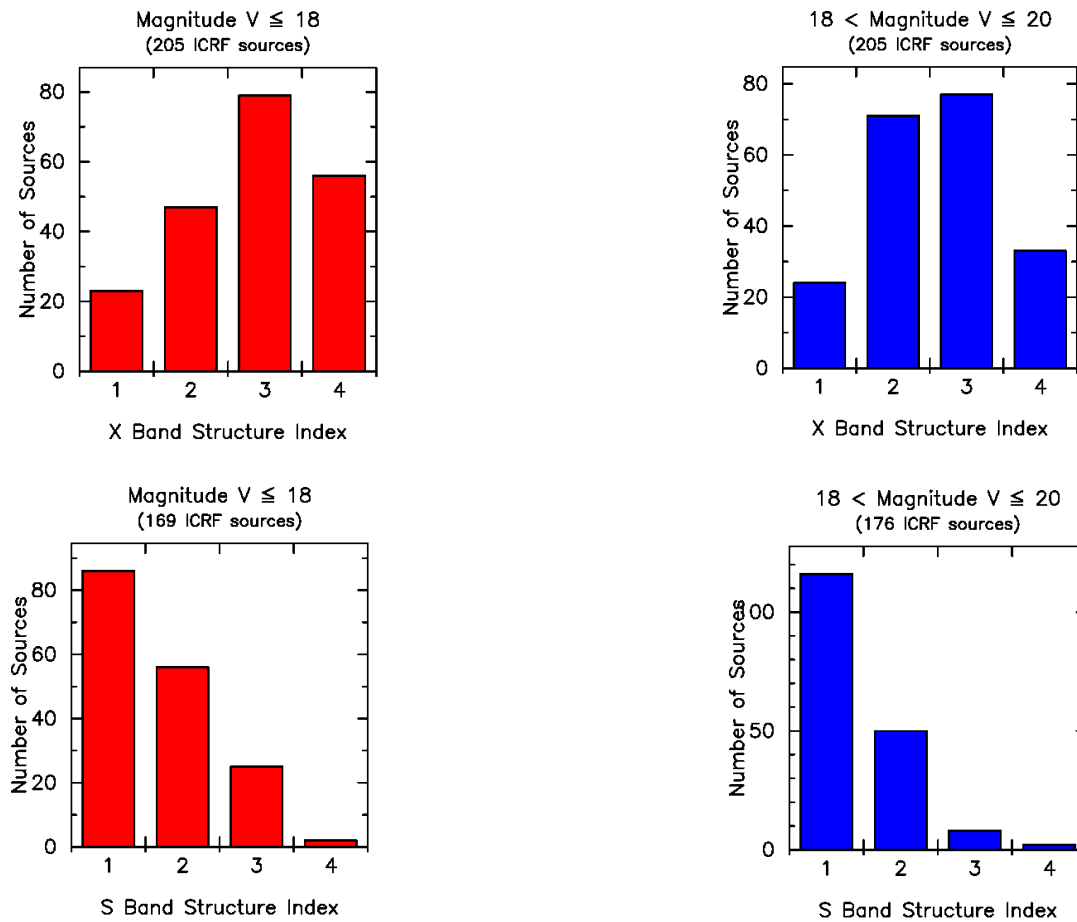 Magnitude V ≦ 18
(205 ICRF sources)
Number of Sources
80
60
40
20
0
1 2 3 4
X Band Structure Index
18 < Magnitude V ≦ 20
(205 ICRF sources)
Number of Sources
80
60
40
20
0
1 2 3 4
X Band Structure Index
Magnitude V ≦ 18
(169 ICRF sources)
Number of Sources
80
60
40
20
0
1 2 3 4
S Band Structure Index
18 < Magnitude V ≦ 20
(176 ICRF sources)
Number of Sources
100
50
0
1 2 3 4
S Band Structure Index